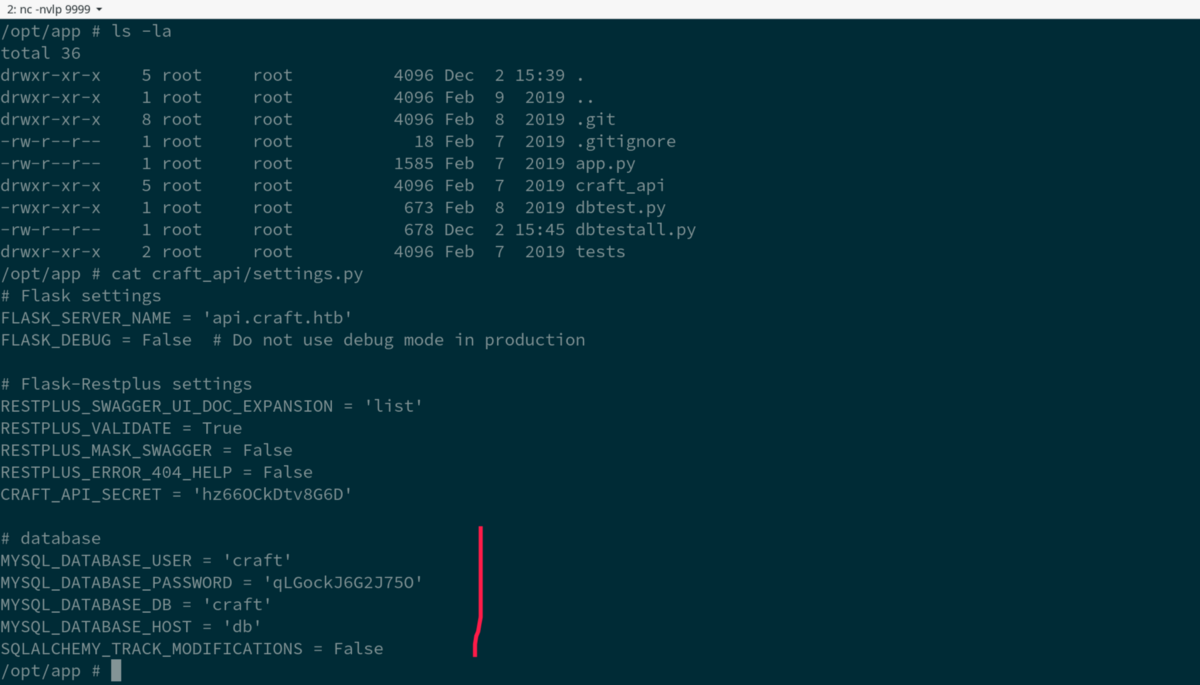 2: nc -nvlp 9999
/opt/app # ls -la
total 36
drwxr-xr-x    5 root     root          4096 Dec  2 15:39 .
drwxr-xr-x    1 root     root          4096 Feb  9  2019 ..
drwxr-xr-x    8 root     root          4096 Feb  8  2019 .git
-rw-r--r--    1 root     root            18 Feb  7  2019 .gitignore
-rw-r--r--    1 root     root          1585 Feb  7  2019 app.py
drwxr-xr-x    5 root     root          4096 Feb  7  2019 craft_api
-rwxr-xr-x    1 root     root           673 Feb  8  2019 dbtest.py
-rw-r--r--    1 root     root           678 Dec  2 15:45 dbtestall.py
drwxr-xr-x    2 root     root          4096 Feb  7  2019 tests
/opt/app # cat craft_api/settings.py
# Flask settings
FLASK_SERVER_NAME = 'api.craft.htb'
FLASK_DEBUG = False  # Do not use debug mode in production
# Flask-Restplus settings
RESTPLUS_SWAGGER_UI_DOC_EXPANSION = 'list'
RESTPLUS_VALIDATE = True
RESTPLUS_MASK_SWAGGER = False
RESTPLUS_ERROR_404_HELP = False
CRAFT_API_SECRET = 'hz66OCkDtv8G6D'
# database
MYSQL_DATABASE_USER = 'craft'
MYSQL_DATABASE_PASSWORD = 'qLGockJ6G2J75O'
MYSQL_DATABASE_DB = 'craft'
MYSQL_DATABASE_HOST = 'db'
SQLALCHEMY_TRACK_MODIFICATIONS = False
/opt/app #